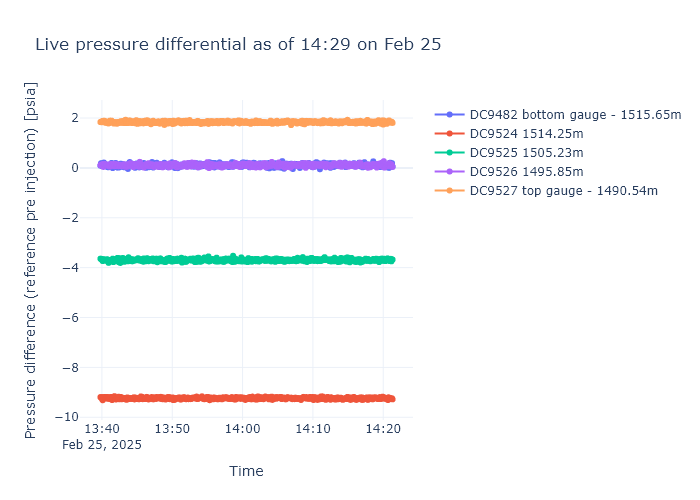 Live pressure differential as of 14:29 on Feb 25
Pressure difference (reference pre injection) [psia]
2
0
−2
−4
−6
−8
−10
13:40
Feb 25, 2025
13:50
14:00
14:10
14:20
Time
DC9482 bottom gauge - 1515.65m
DC9524 1514.25m
DC9525 1505.23m
DC9526 1495.85m
DC9527 top gauge - 1490.54m